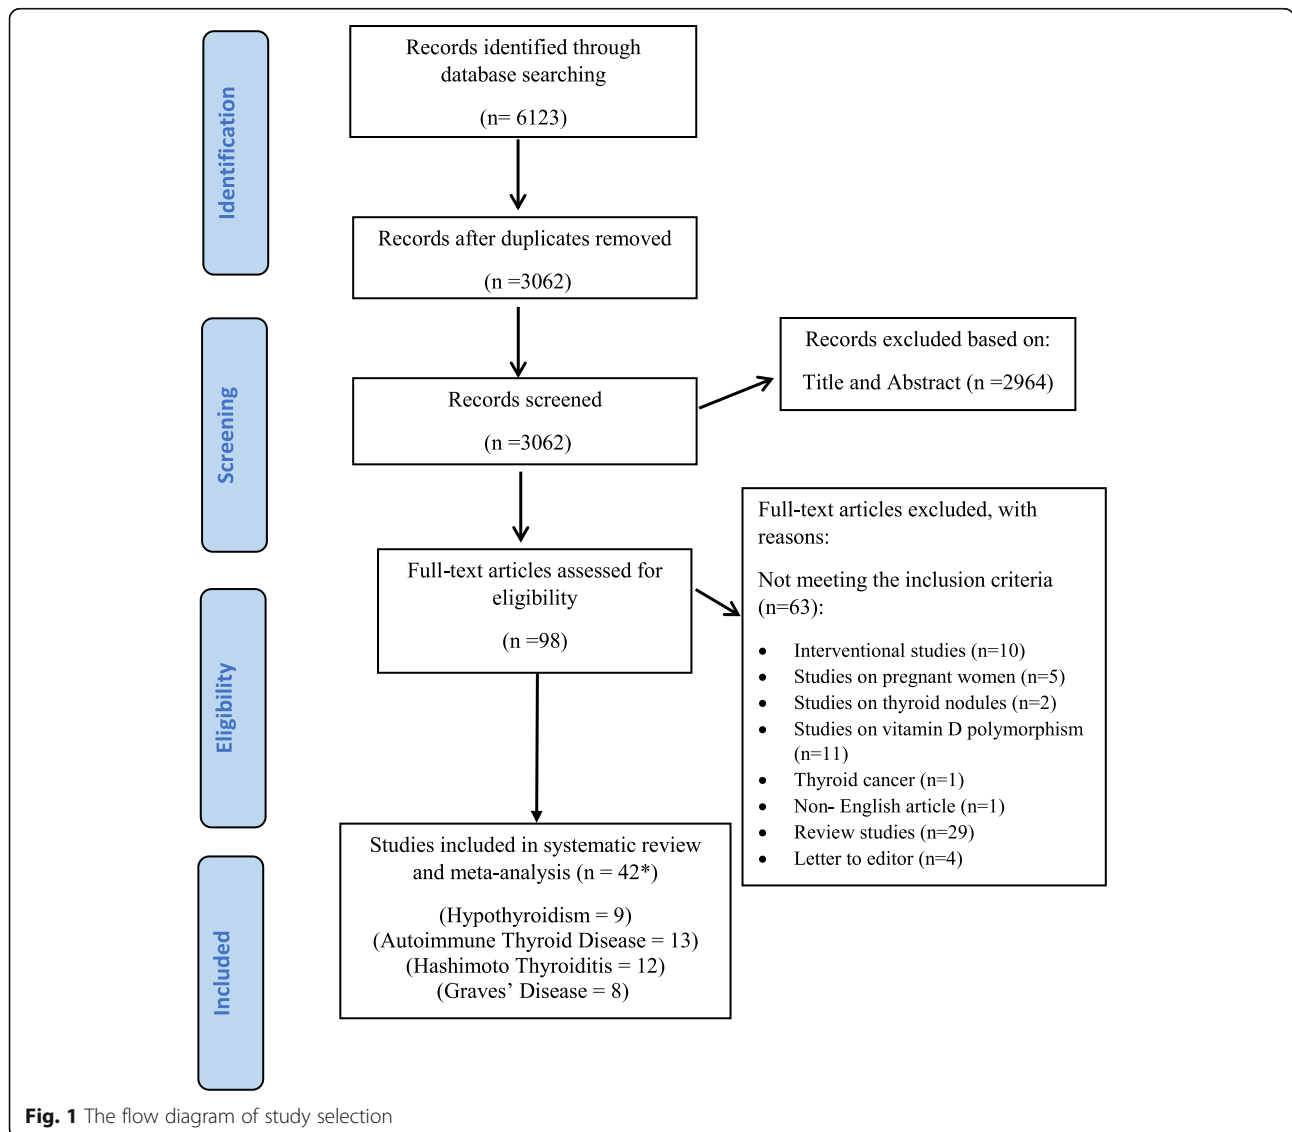 Identification
Records identified through
database searching
(n= 6123)
Records after duplicates removed
(n =3062)
Screening
Records screened
(n =3062)
Records excluded based on:
Title and Abstract (n =2964)
Eligibility
Full-text articles assessed for
eligibility
(n =98)
Full-text articles excluded, with
reasons:
Not meeting the inclusion criteria
(n=63):
• Interventional studies (n=10)
• Studies on pregnant women (n=5)
• Studies on thyroid nodules (n=2)
• Studies on vitamin D polymorphism
(n=11)
• Thyroid cancer (n=1)
• Non- English article (n=1)
• Review studies (n=29)
• Letter to editor (n=4)
Included
Studies included in systematic review
and meta-analysis (n = 42*)
(Hypothyroidism = 9)
(Autoimmune Thyroid Disease = 13)
(Hashimoto Thyroiditis = 12)
(Graves’ Disease = 8)
Fig. 1 The flow diagram of study selection